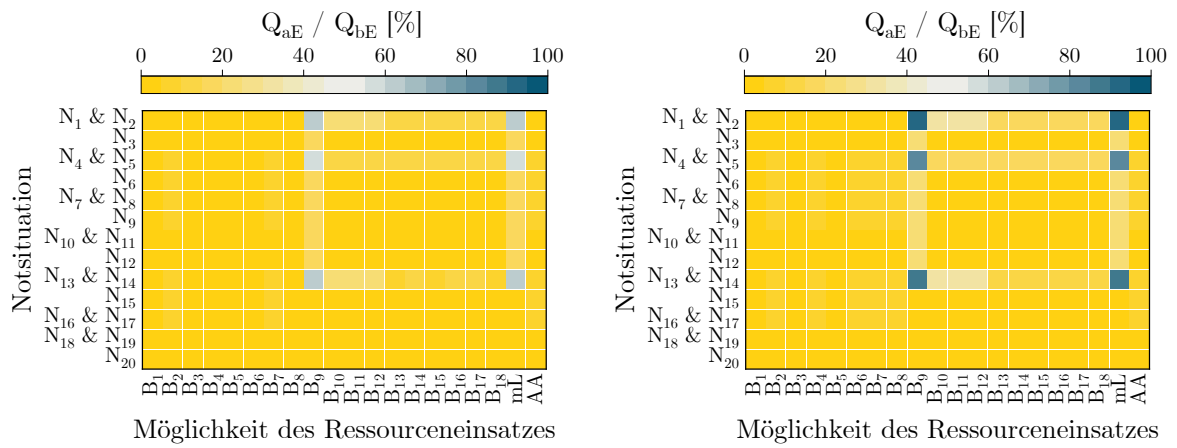 Q_aE / Q_bE [%]
0 20 40 60 80 100
Notsituation
N_1 & N_2
N_3
N_4 & N_5
N_6
N_7 & N_8
N_9
N_10 & N_11
N_12
N_13 & N_14
N_15
N_16 & N_17
N_18 & N_19
N_20
B_1 B_2 B_3 B_4 B_5 B_6 B_7 B_8 B_9 B_10 B_11 B_12 B_13 B_14 B_15 B_16 B_17 B_18 mL AA
Möglichkeit des Ressourceneinsatzes
Q_aE / Q_bE [%]
0 20 40 60 80 100
Notsituation
N_1 & N_2
N_3
N_4 & N_5
N_6
N_7 & N_8
N_9
N_10 & N_11
N_12
N_13 & N_14
N_15
N_16 & N_17
N_18 & N_19
N_20
B_1 B_2 B_3 B_4 B_5 B_6 B_7 B_8 B_9 B_10 B_11 B_12 B_13 B_14 B_15 B_16 B_17 B_18 mL AA
Möglichkeit des Ressourceneinsatzes